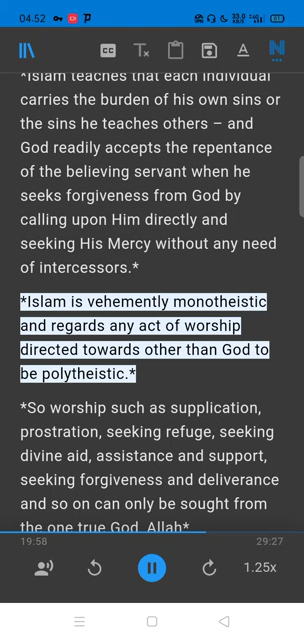 04.52
33.0
KB/S
*Islam teaches that each individual
carries the burden of his own sins or
the sins he teaches others – and
God readily accepts the repentance
of the believing servant when he
seeks forgiveness from God by
calling upon Him directly and
seeking His Mercy without any need
of intercessors.*
*Islam is vehemently monotheistic
and regards any act of worship
directed towards other than God to
be polytheistic.*
*So worship such as supplication,
prostration, seeking refuge, seeking
divine aid, assistance and support,
seeking forgiveness and deliverance
and so on can only be sought from
the one true God, Allah*
19:58 29:27
1.25x